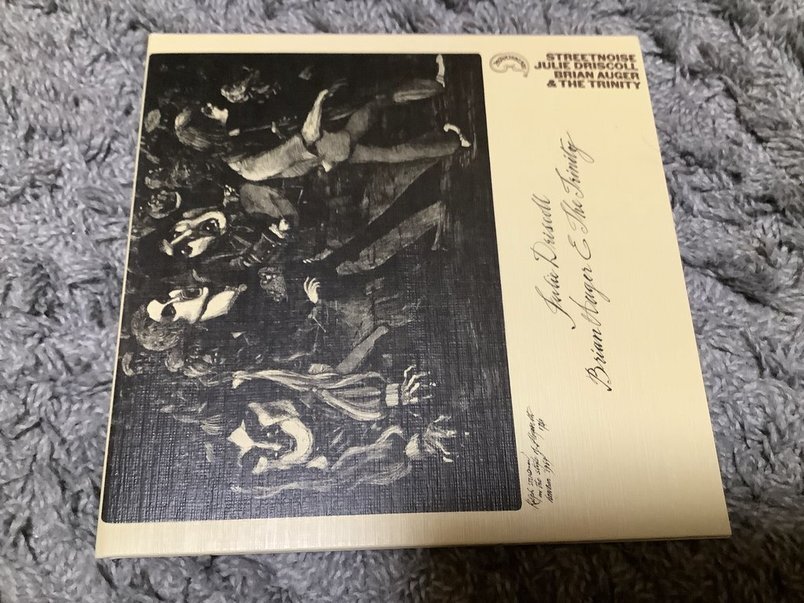 STREETNOISE
JULIE DRISCOLL
BRIAN AUGER
& THE TRINITY
Julie Driscoll
Brian Auger & The Trinity